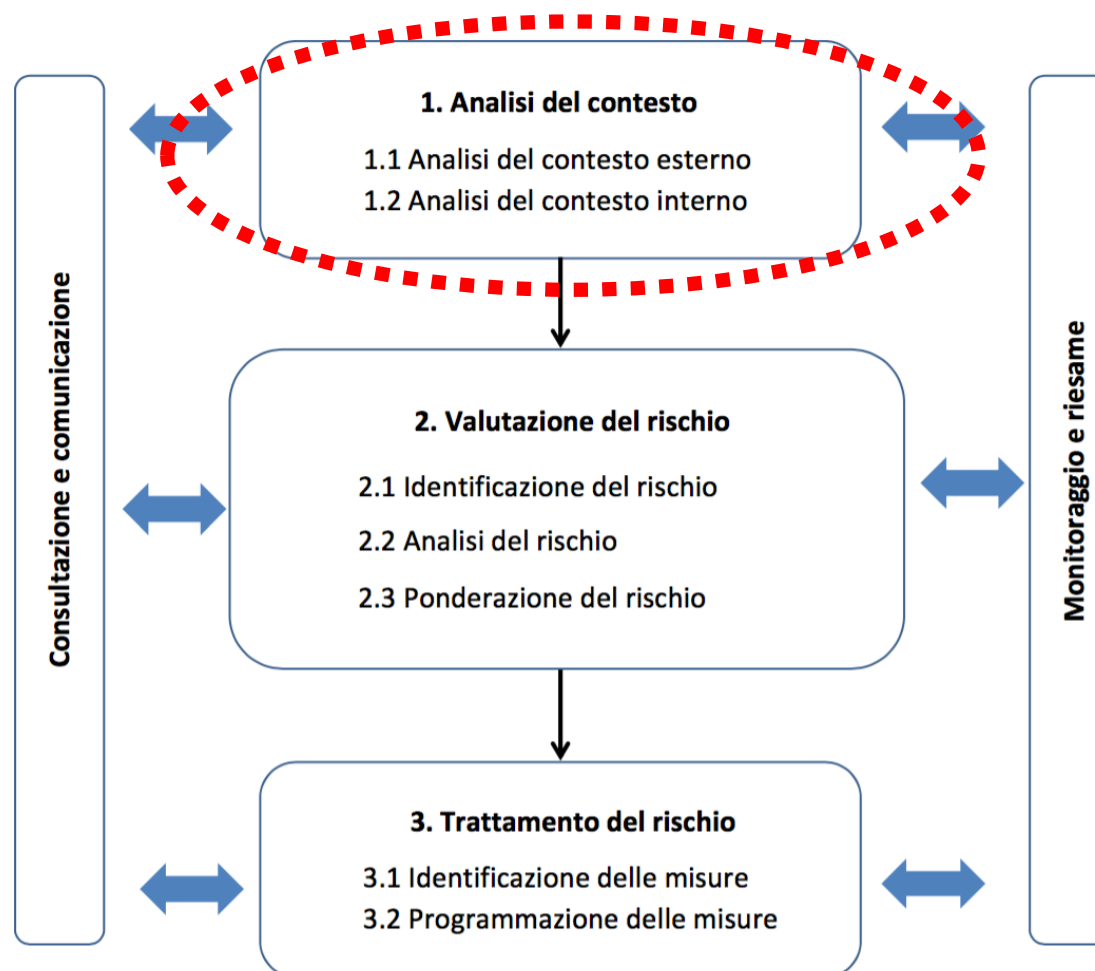 Consultazione e comunicazione
1. Analisi del contesto
1.1 Analisi del contesto esterno
1.2 Analisi del contesto interno
2. Valutazione del rischio
2.1 Identificazione del rischio
2.2 Analisi del rischio
2.3 Ponderazione del rischio
3. Trattamento del rischio
3.1 Identificazione delle misure
3.2 Programmazione delle misure
Monitoraggio e riesame